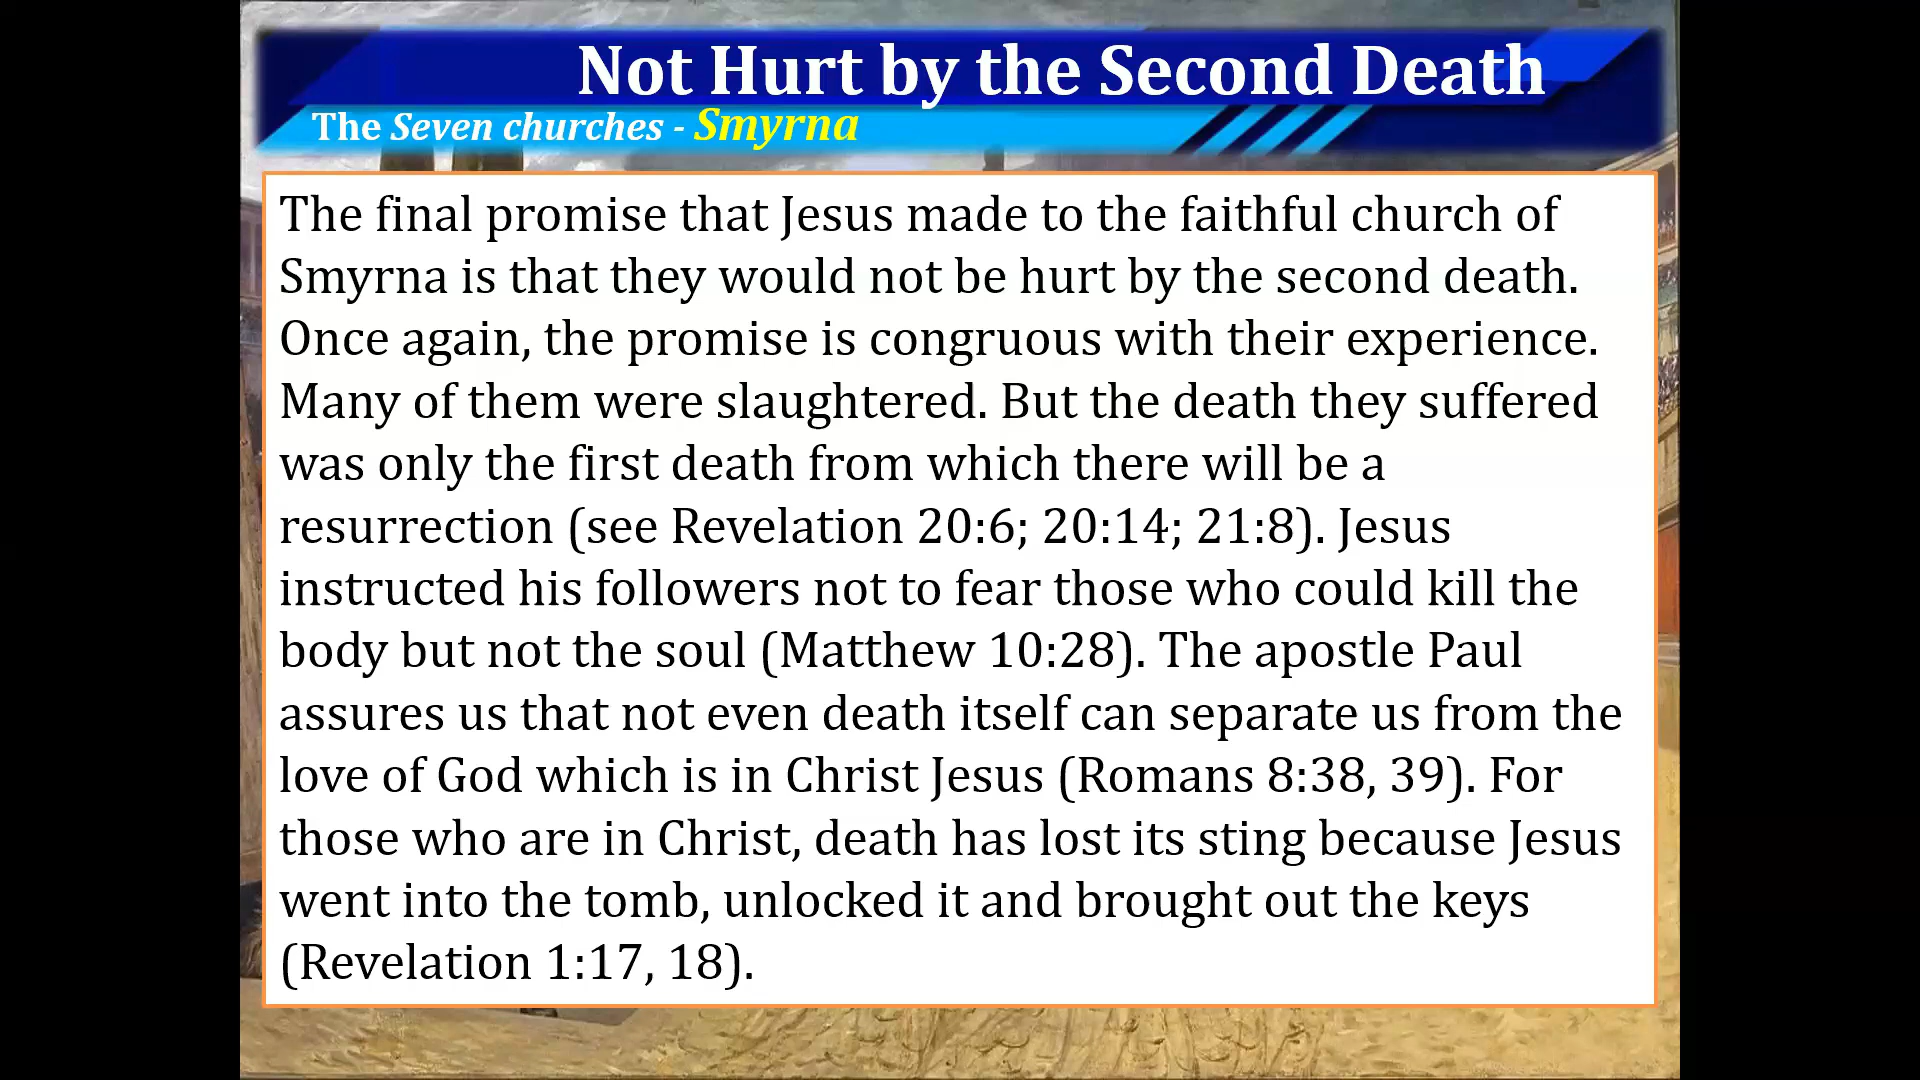 Not Hurt by the Second Death
The Seven churches - Smyrna
The final promise that Jesus made to the faithful church of
Smyrna is that they would not be hurt by the second death.
Once again, the promise is congruous with their experience.
Many of them were slaughtered. But the death they suffered
was only the first death from which there will be a
resurrection (see Revelation 20:6; 20:14; 21:8). Jesus
instructed his followers not to fear those who could kill the
body but not the soul (Matthew 10:28). The apostle Paul
assures us that not even death itself can separate us from the
love of God which is in Christ Jesus (Romans 8:38, 39). For
those who are in Christ, death has lost its sting because Jesus
went into the tomb, unlocked it and brought out the keys
(Revelation 1:17, 18).